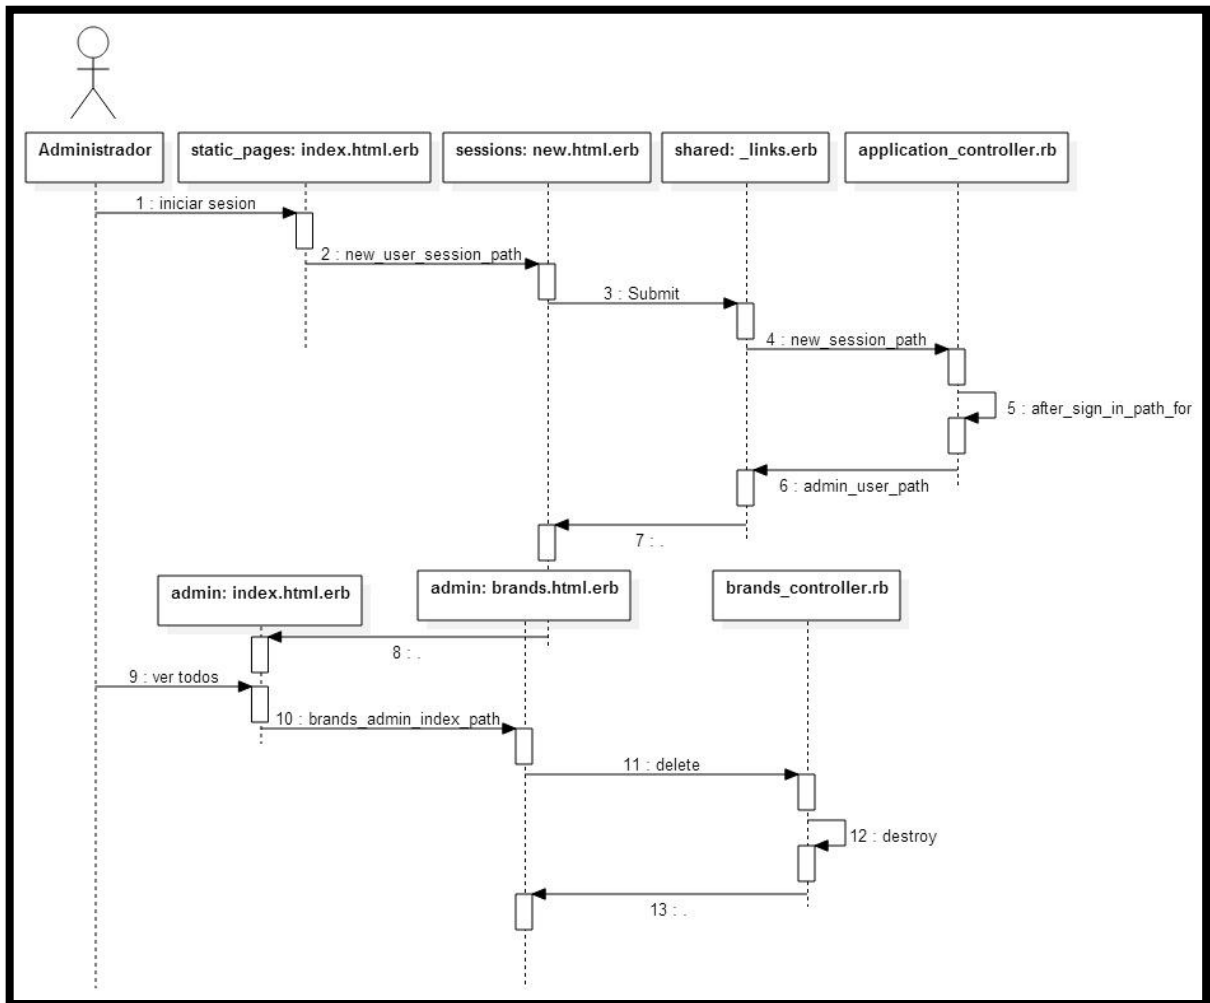 Administrador
static_pages: index.html.erb
sessions: new.html.erb
shared: _links.erb
application_controller.rb
1 : iniciar sesion
2 : new_user_session_path
3 : Submit
4 : new_session_path
5 : after_sign_in_path_for
6 : admin_user_path
7 : .
admin: index.html.erb
admin: brands.html.erb
brands_controller.rb
8 : .
9 : ver todos
10 : brands_admin_index_path
11 : delete
12 : destroy
13 : .